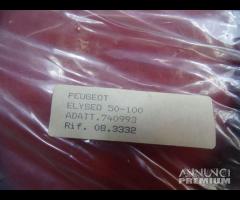 PEUGEOT
ELYSEO 50-100
ADATT.740993
Rif. 08.3332
ANNUNCI
PREMIUM